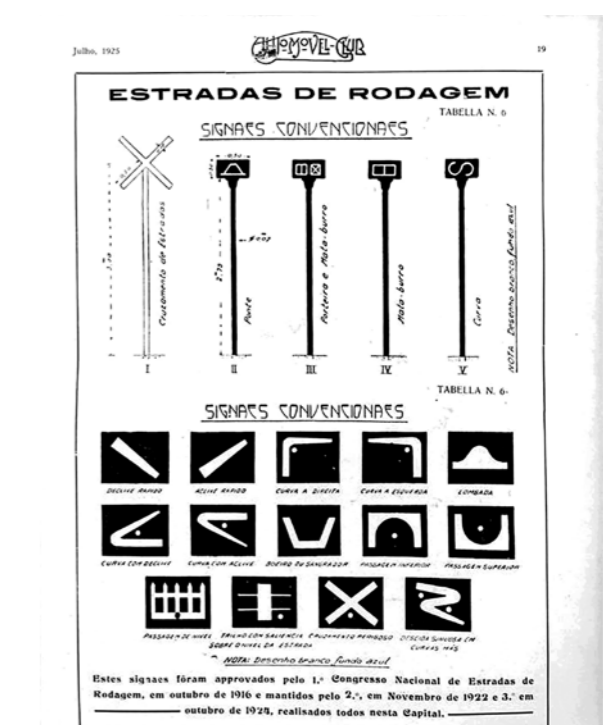 Julho, 1925
AUTOMOVEL-CLUB
19
ESTRADAS DE RODAGEM
TABELLA N. 6
SIGNAES CONVENCIONAES
Cruzamento de Estradas
Ponte
Porteira e Mata-burro
Mata-burro
Curva
NOTA: Desenho branco fundo azul
I II III IV V
TABELLA N. 6-
SIGNAES CONVENCIONAES
DECLIVE RAPIDO ACLIVE RAPIDO CURVA A DIREITA CURVA A ESQUERDA LOMBADA
CURVA COM DECLIVE CURVA COM ACLIVE BOEIRO OU SANGRADOR PASSAGEM INFERIOR PASSAGEM SUPERIOR
PASSAGEM DE NIVEL TRILHO COM SALIENCIA CRUZAMENTO PERIGOSO DESCIDA SINUOSA EM
SOBRE O NIVEL DA ESTRADA CURVAS MÁS
NOTA: Desenho branco fundo azul
Estes signaes fôram approvados pelo 1.º Congresso Nacional de Estradas de
Rodagem, em outubro de 1916 e mantidos pelo 2.º, em Novembro de 1922 e 3.º em
outubro de 1924, realisados todos nesta Capital.